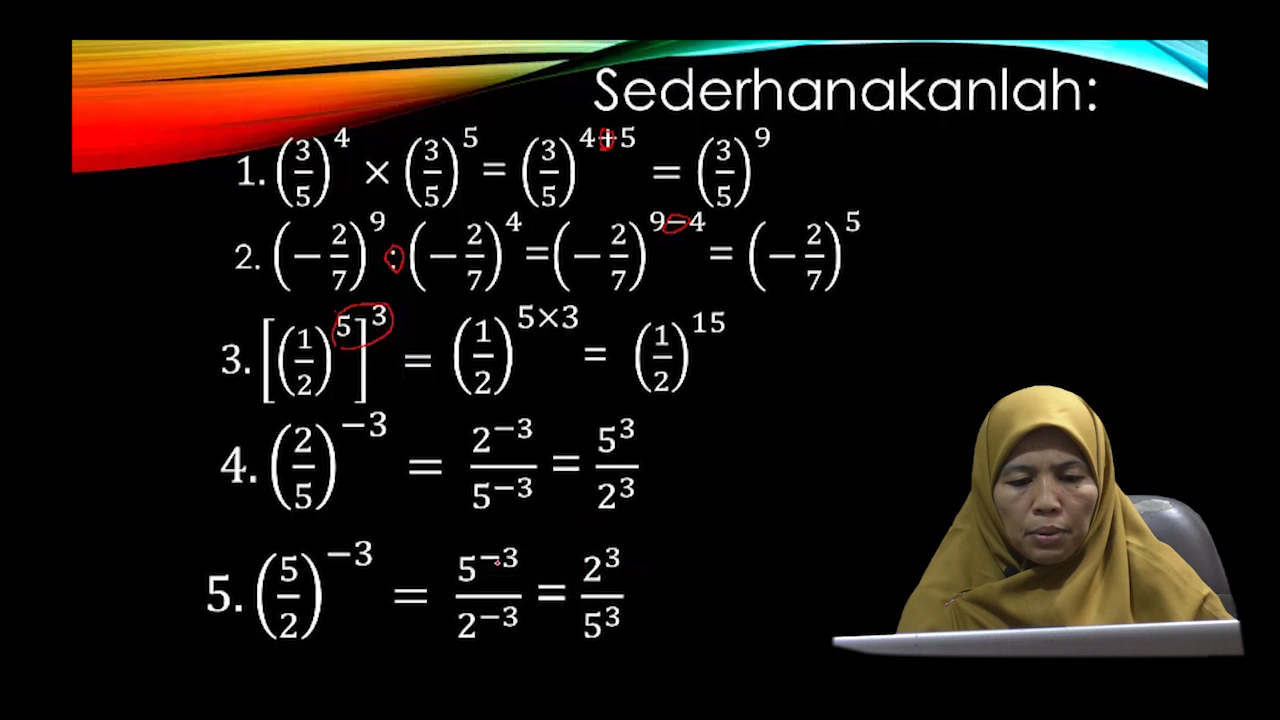 Sederhanakanlah:
1. (3/5)^4 × (3/5)^5 = (3/5)^{4+5} = (3/5)^9
2. (−2/7)^9 : (−2/7)^4 = (−2/7)^{9−4} = (−2/7)^5
3. [(1/2)^5]^3 = (1/2)^{5×3} = (1/2)^{15}
4. (2/5)^{−3} = 2^{−3}/5^{−3} = 5^3/2^3
5. (5/2)^{−3} = 5^{−3}/2^{−3} = 2^3/5^3